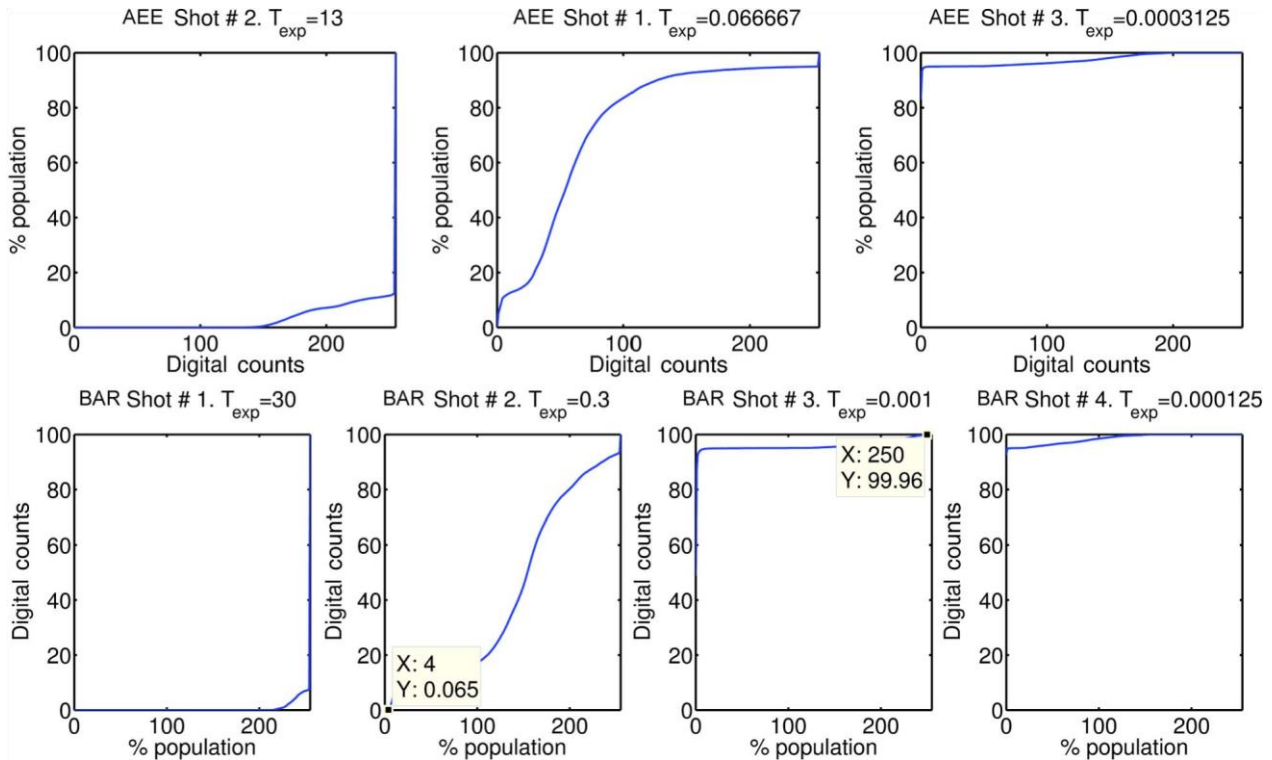 AEE Shot # 2. T_exp=13
100
80
60
40
20
0
% population
0 100 200
Digital counts
AEE Shot # 1. T_exp=0.066667
100
80
60
40
20
0
% population
0 100 200
Digital counts
AEE Shot # 3. T_exp=0.0003125
100
80
60
40
20
0
% population
0 100 200
Digital counts
BAR Shot # 1. T_exp=30
100
80
60
40
20
0
Digital counts
0 100 200
% population
BAR Shot # 2. T_exp=0.3
100
80
60
40
20
0
Digital counts
X: 4
Y: 0.065
0 100 200
% population
BAR Shot # 3. T_exp=0.001
100
80
60
40
20
0
Digital counts
X: 250
Y: 99.96
0 100 200
% population
BAR Shot # 4. T_exp=0.000125
100
80
60
40
20
0
Digital counts
0 100 200
% population